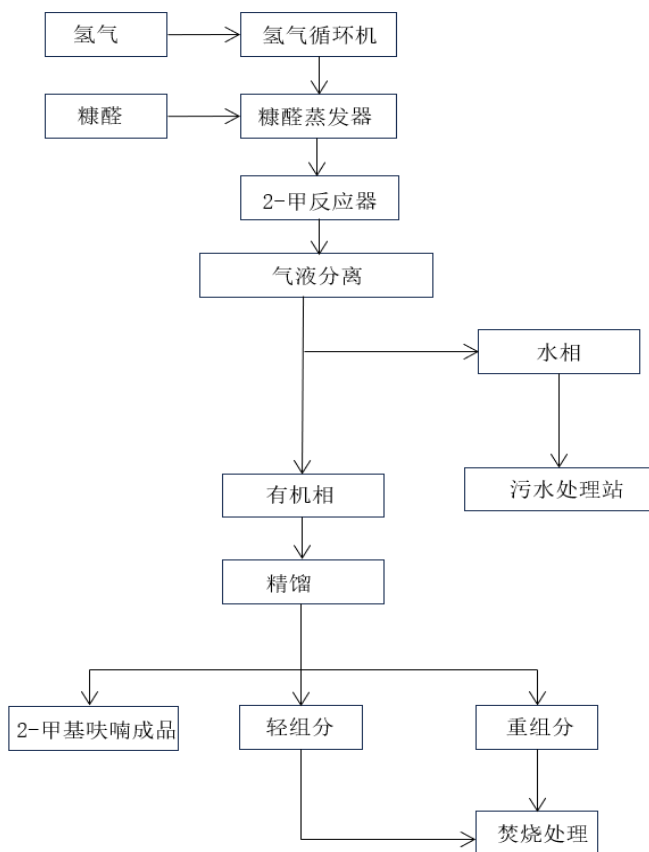 氢气
氢气循环机
糠醛
糠醛蒸发器
2-甲反应器
气液分离
水相
有机相
污水处理站
精馏
2-甲基呋喃成品
轻组分
重组分
焚烧处理